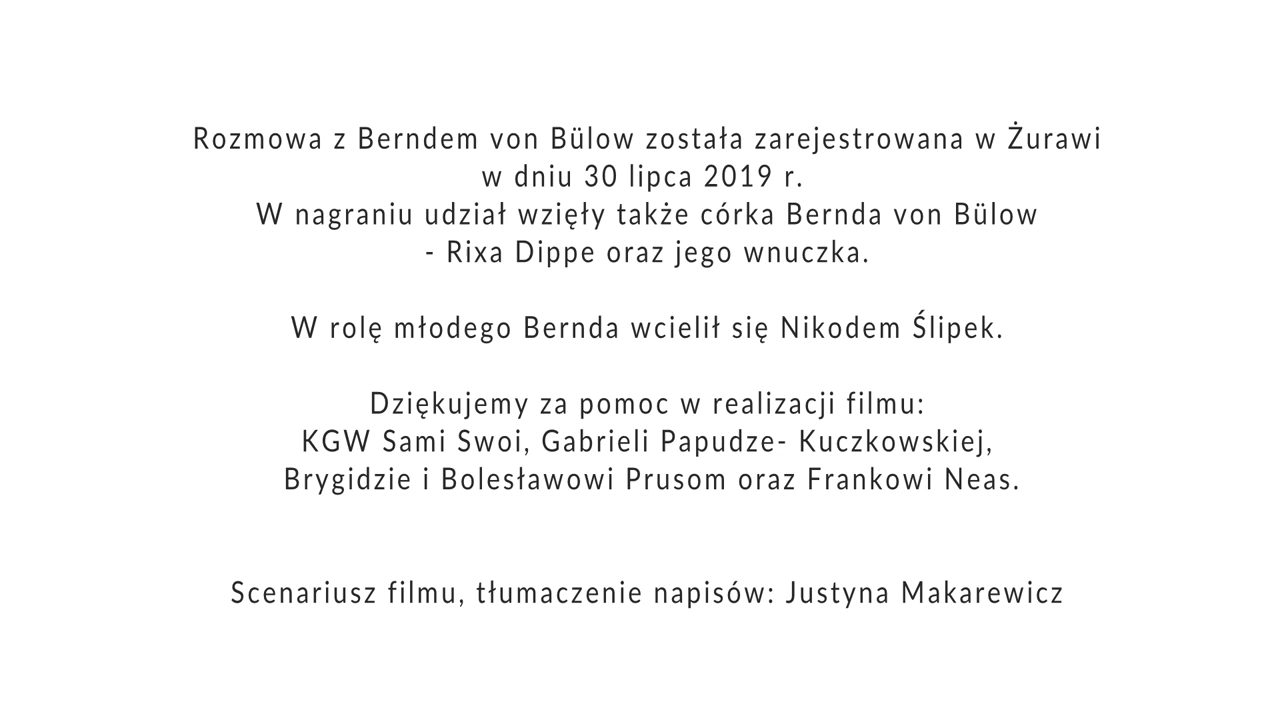 Rozmowa z Berndem von Bülow została zarejestrowana w Żurawi
w dniu 30 lipca 2019 r.
W nagraniu udział wzięły także córka Bernda von Bülow
- Rixa Dippe oraz jego wnuczka.
W rolę młodego Bernda wcielił się Nikodem Ślipek.
Dziękujemy za pomoc w realizacji filmu:
KGW Sami Swoi, Gabrieli Papudze- Kuczkowskiej,
Brygidzie i Bolesławowi Prusom oraz Frankowi Neas.
Scenariusz filmu, tłumaczenie napisów: Justyna Makarewicz